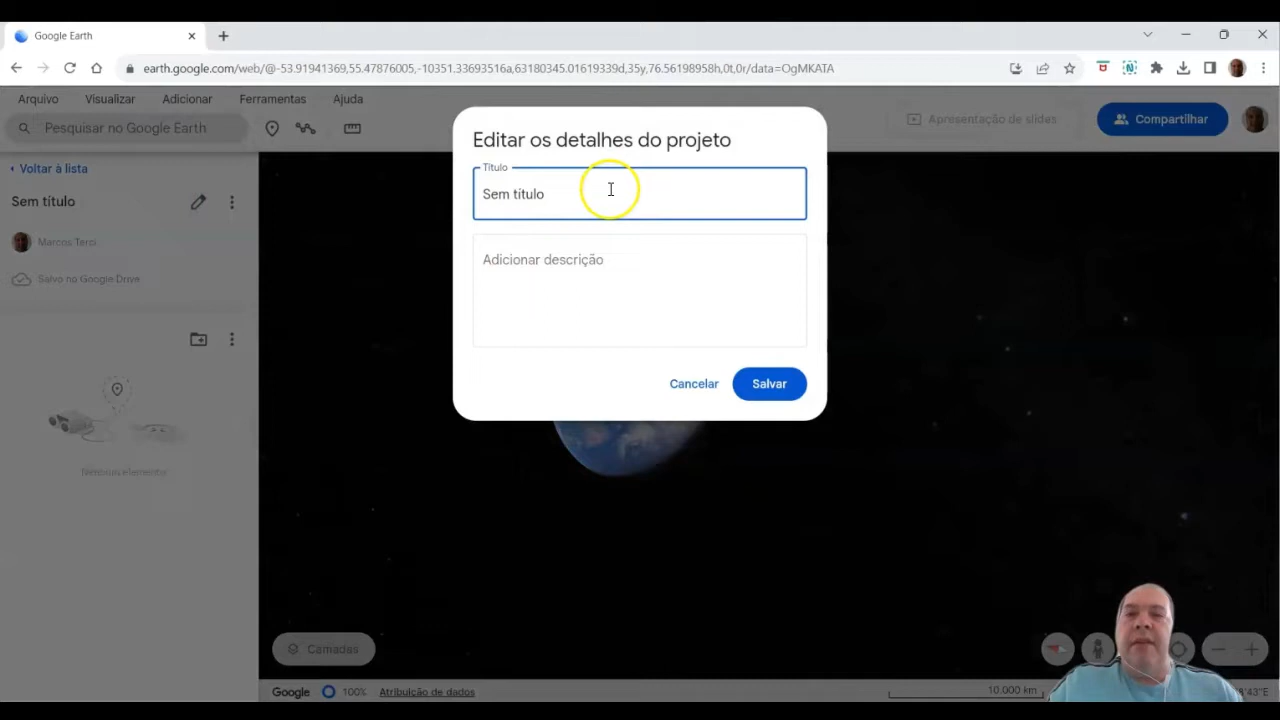 Google Earth
earth.google.com/web/@-53.91941369,55.47876005,-10351.33693516a,63180345.01619339d,35y,76.56198958h,0t,0r/data=OgMKATA
Arquivo Visualizar Adicionar Ferramentas Ajuda
Pesquisar no Google Earth
Apresentação de slides
Compartilhar
Voltar à lista
Sem título
Marcos Terci
Salvo no Google Drive
Nenhum elemento
Editar os detalhes do projeto
Título
Sem título
Adicionar descrição
Cancelar Salvar
Camadas
Google 100% Atribuição de dados
10.000 km